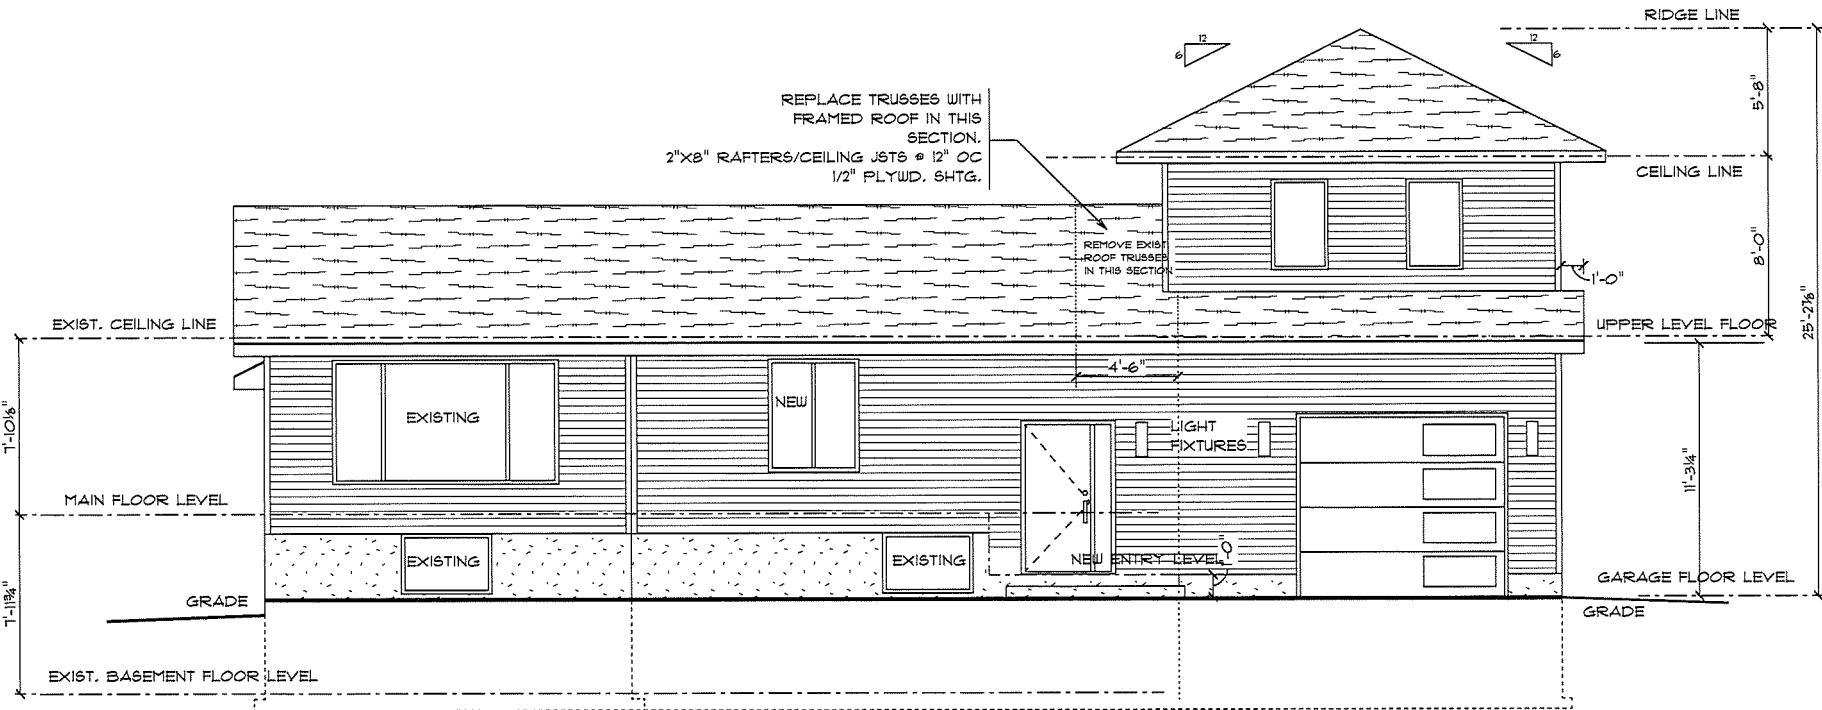 RIDGE LINE
12
6
12
6
5'-8"
REPLACE TRUSSES WITH
FRAMED ROOF IN THIS
SECTION.
2"X8" RAFTERS/CEILING JSTS @ 12" OC
1/2" PLYWD. SHTG.
CEILING LINE
REMOVE EXIST.
ROOF TRUSSES
IN THIS SECTION
8'-0"
1'-0"
25'-2⅞"
EXIST. CEILING LINE
UPPER LEVEL FLOOR
4'-6"
NEW
EXISTING
LIGHT
FIXTURES
7'-10⅛"
11'-3¼"
MAIN FLOOR LEVEL
EXISTING
EXISTING
NEW ENTRY LEVEL
GARAGE FLOOR LEVEL
GRADE
GRADE
7'-11¾"
EXIST. BASEMENT FLOOR LEVEL